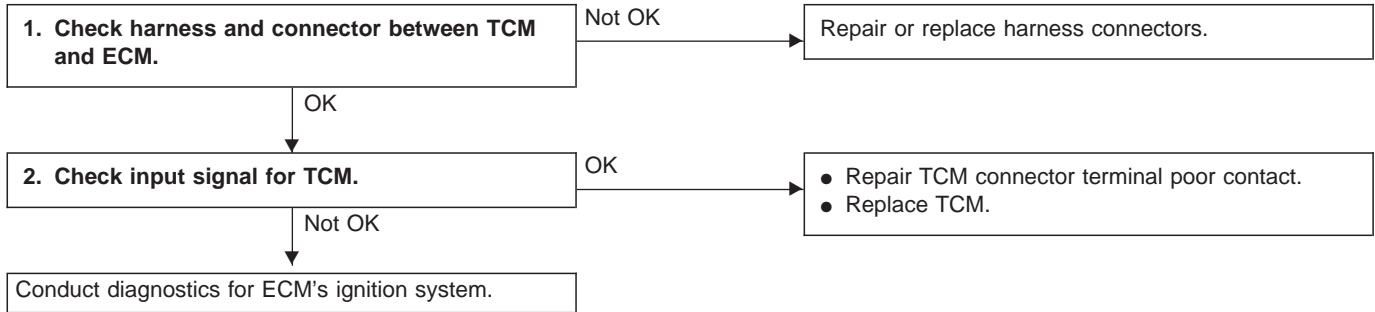 1. Check harness and connector between TCM
and ECM.
Not OK
Repair or replace harness connectors.
OK
2. Check input signal for TCM.
OK
● Repair TCM connector terminal poor contact.
● Replace TCM.
Not OK
Conduct diagnostics for ECM's ignition system.